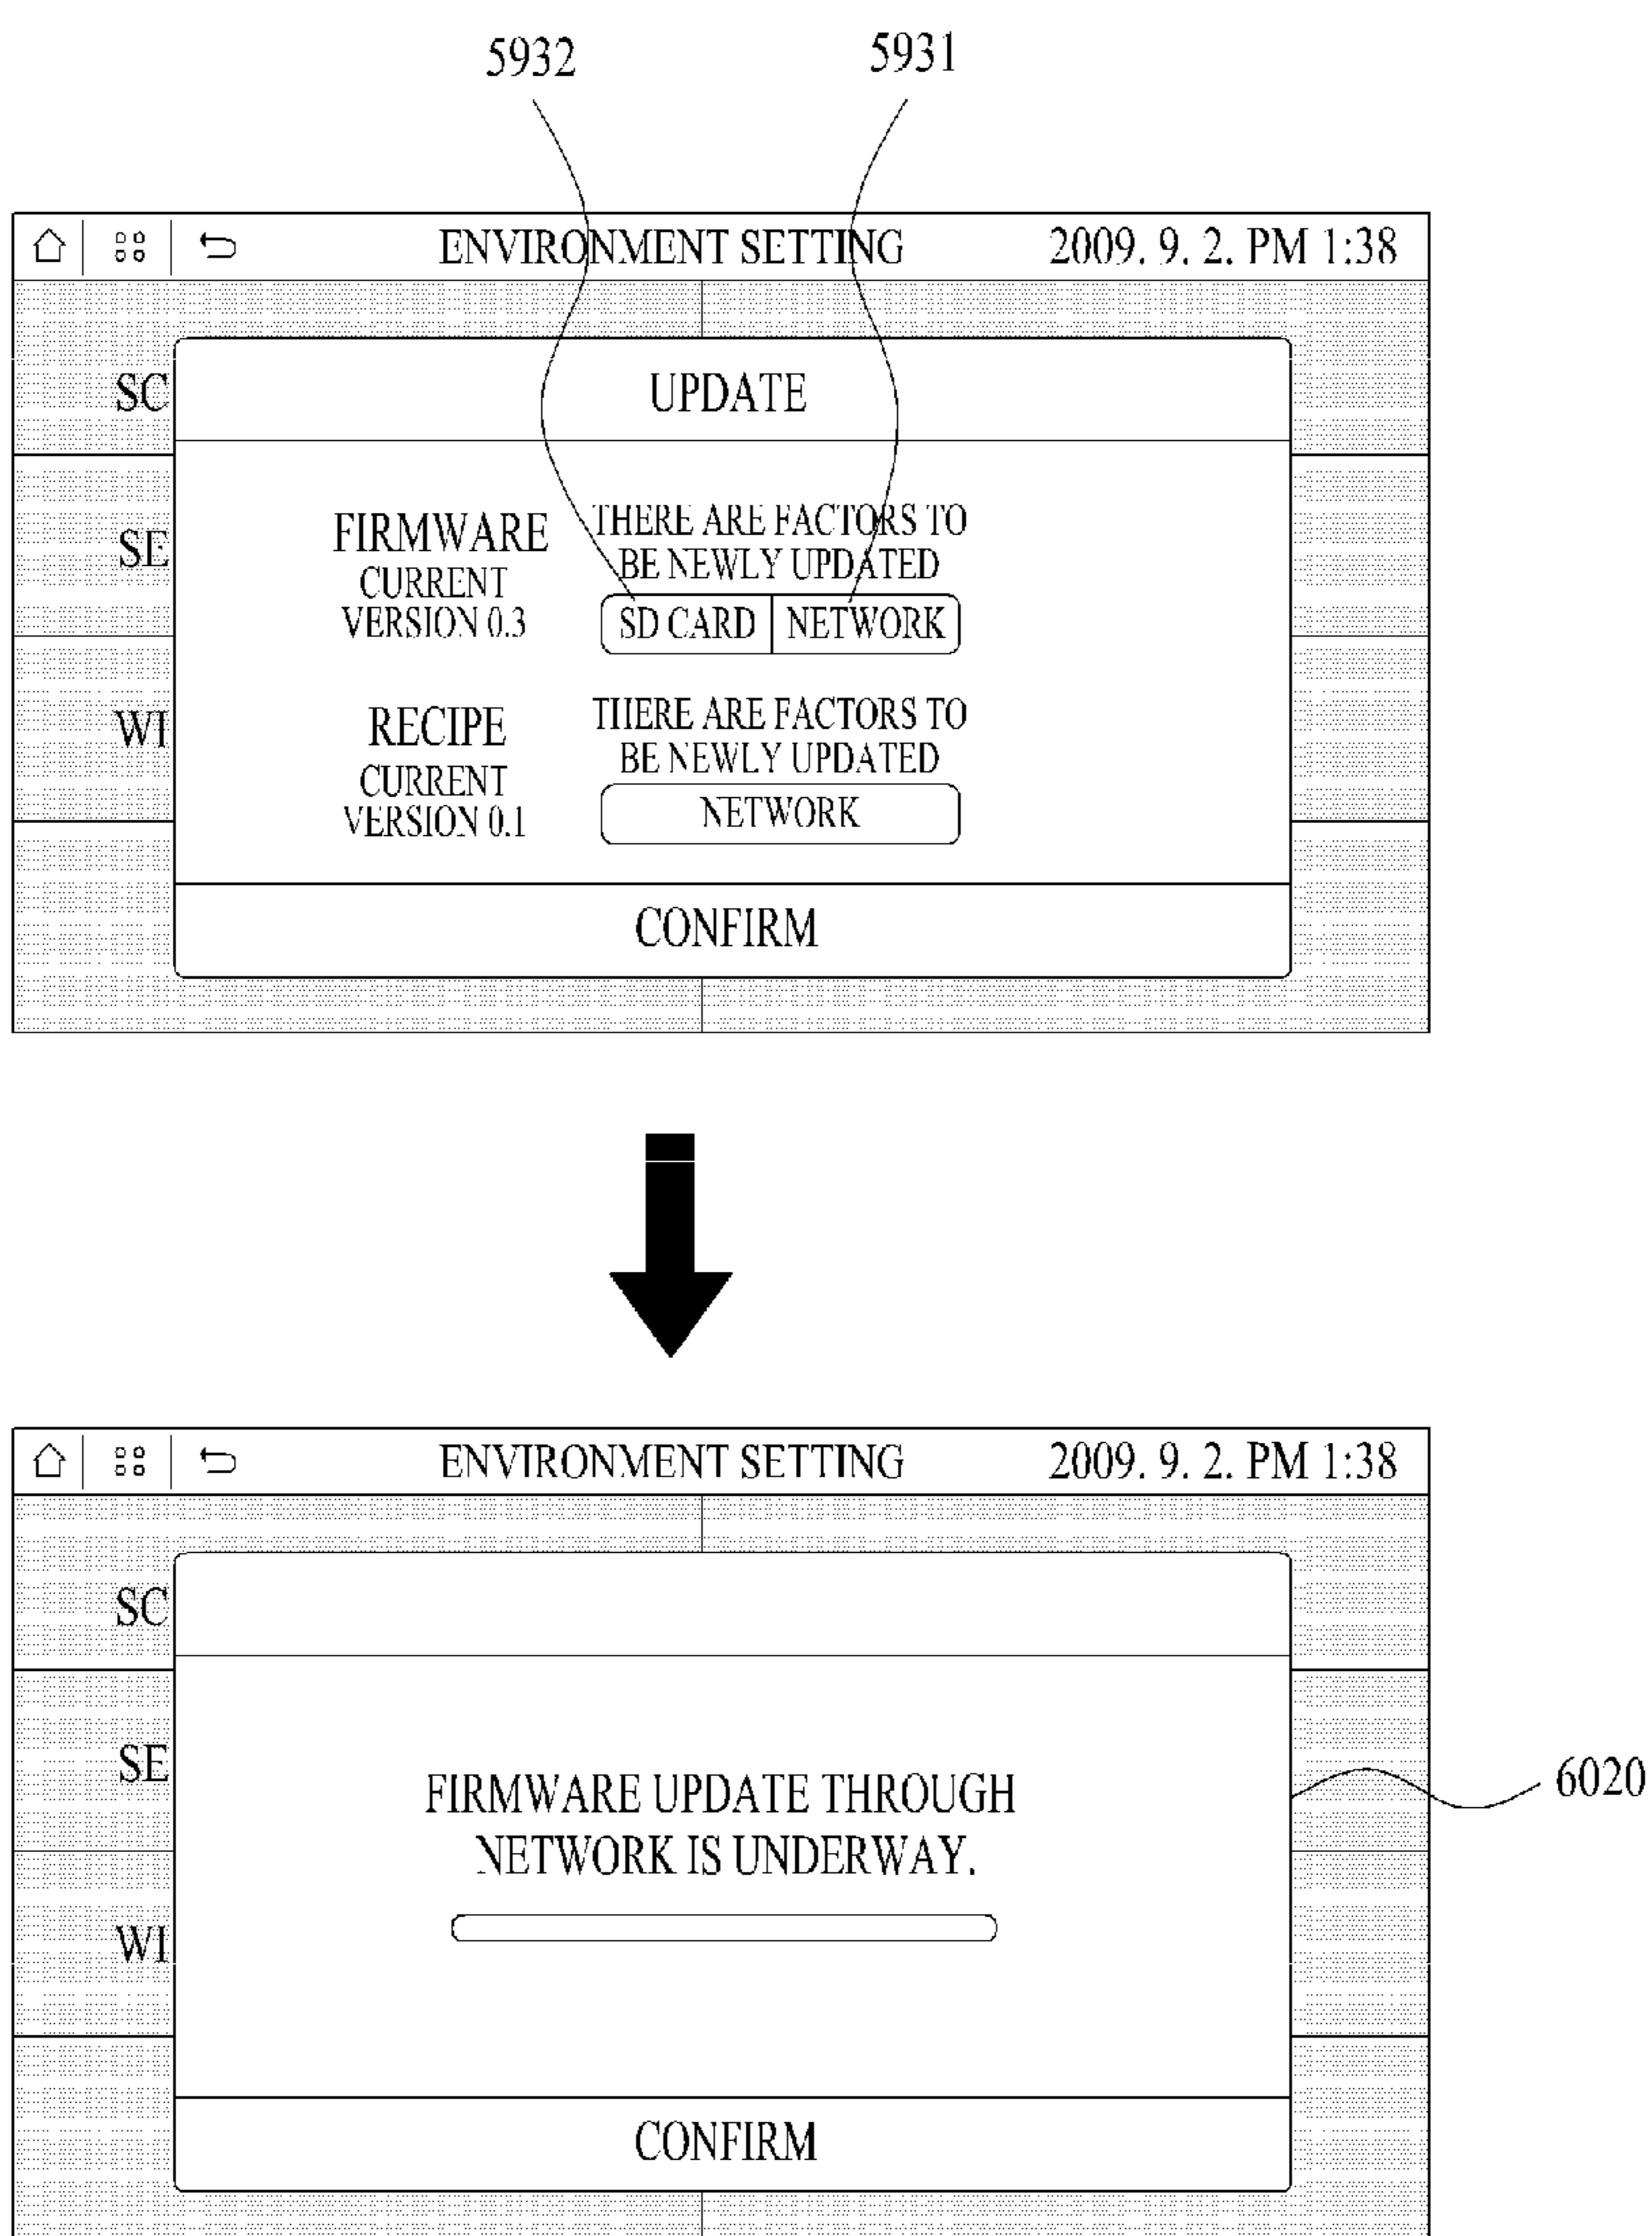 5932 5931
ENVIRONMENT SETTING 2009. 9. 2. PM 1:38
UPDATE
SC
SE
WI
FIRMWARE
CURRENT
VERSION 0.3
THERE ARE FACTORS TO
BE NEWLY UPDATED
SD CARD NETWORK
RECIPE
CURRENT
VERSION 0.1
THERE ARE FACTORS TO
BE NEWLY UPDATED
NETWORK
CONFIRM
ENVIRONMENT SETTING 2009. 9. 2. PM 1:38
SC
SE
WI
FIRMWARE UPDATE THROUGH
NETWORK IS UNDERWAY.
6020
CONFIRM